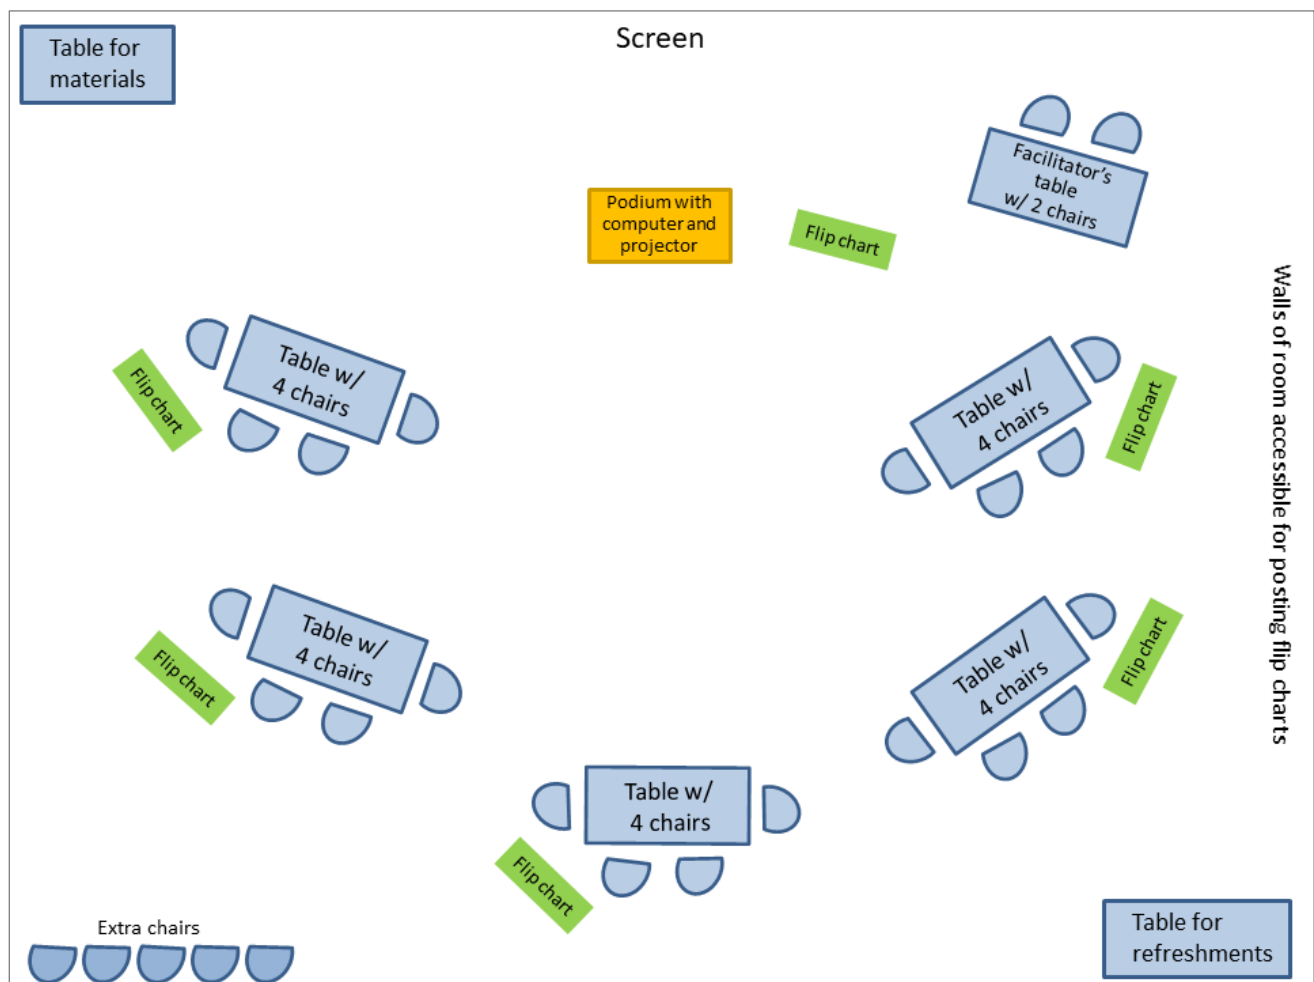 Table for
materials
Screen
Facilitator's
table
w/ 2 chairs
Podium with
computer and
projector
Flip chart
Walls of room accessible for posting flip charts
Table w/
4 chairs
Flip chart
Table w/
4 chairs
Flip chart
Table w/
4 chairs
Flip chart
Table w/
4 chairs
Flip chart
Table w/
4 chairs
Flip chart
Extra chairs
Table for
refreshments